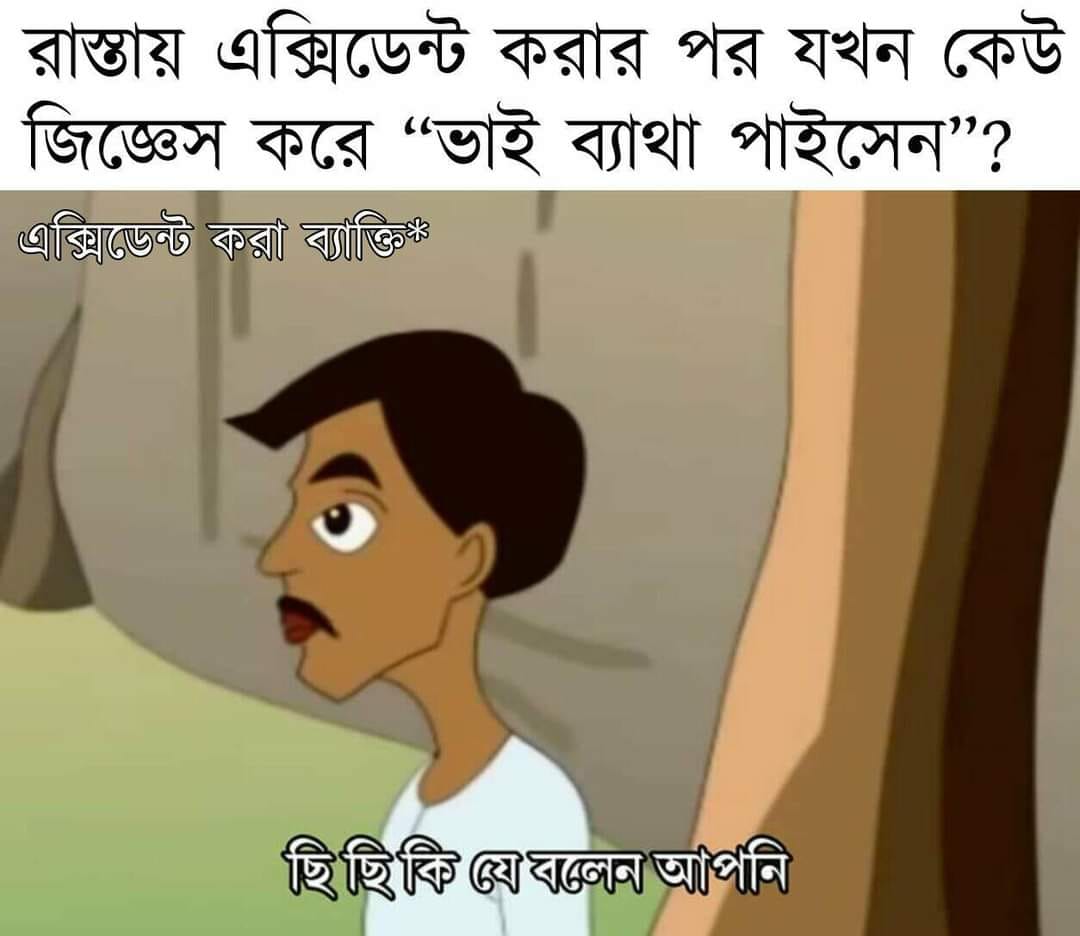 রাস্তায় এক্সিডেন্ট করার পর যখন কেউ
জিজ্ঞেস করে “ভাই ব্যাথা পাইসেন”?
এক্সিডেন্ট করা ব্যাক্তি*
ছি ছি কি যে বলেন আপনি